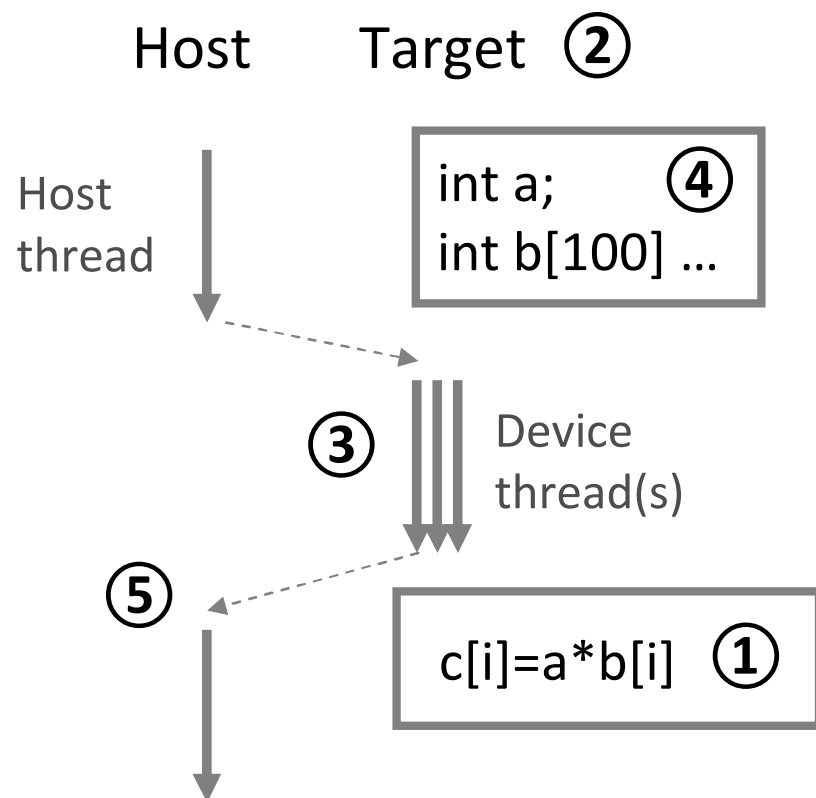 Host Target ②
Host
thread
int a; ④
int b[100] ...
③
Device
thread(s)
⑤
c[i]=a*b[i] ①